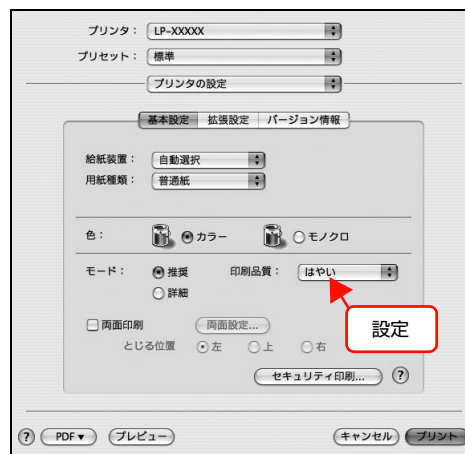 プリンタ： LP-XXXXX
プリセット： 標準
プリンタの設定
基本設定 拡張設定 バージョン情報
給紙装置： 自動選択
用紙種類： 普通紙
色： カラー モノクロ
モード： 推奨 印刷品質： はやい
詳細
設定
両面印刷 両面設定...
とじる位置 左 上 右
セキュリティ印刷... ?
? PDF▼ プレビュー キャンセル プリント